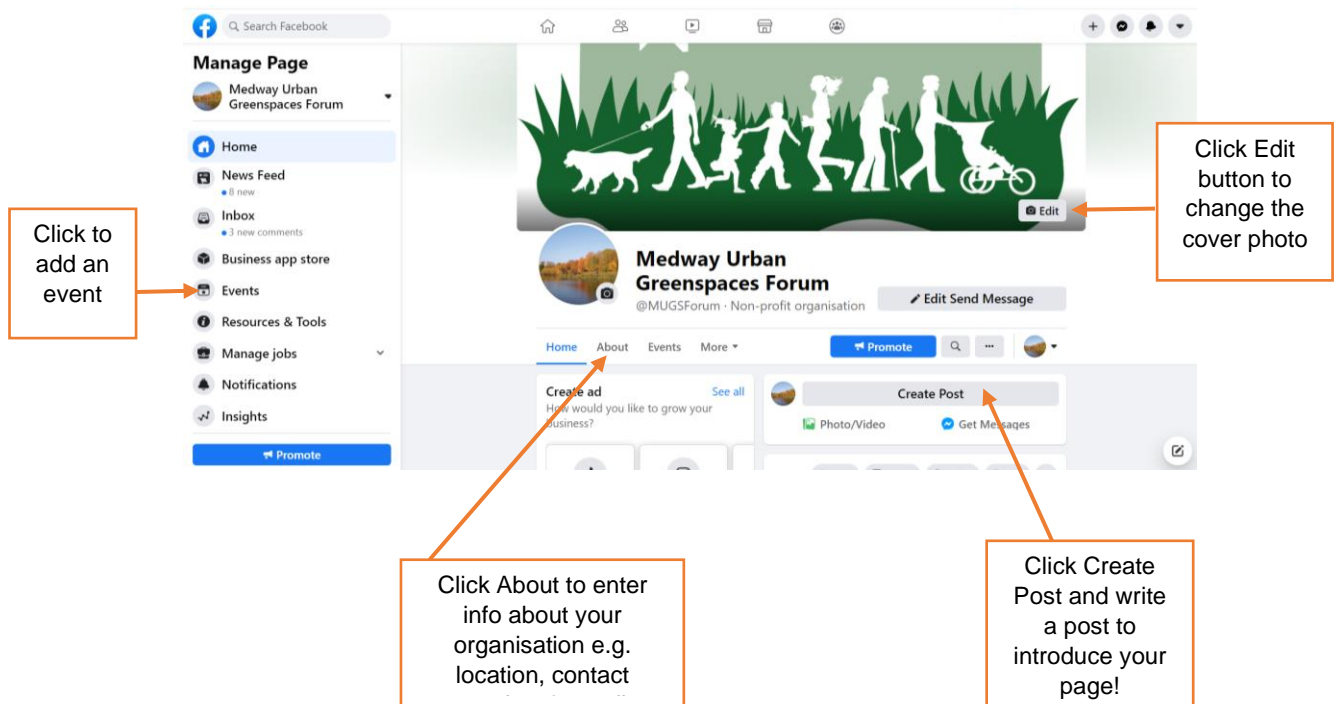 Search Facebook
Manage Page
Medway Urban
Greenspaces Forum
Home
News Feed
8 new
Inbox
3 new comments
Business app store
Events
Resources & Tools
Manage jobs
Notifications
Insights
Promote
Edit
Medway Urban
Greenspaces Forum
@MUGSForum · Non-profit organisation
Edit Send Message
Home About Events More
Promote
Create ad See all
How would you like to grow your
business?
Create Post
Photo/Video Get Messages
Click to
add an
event
Click Edit
button to
change the
cover photo
Click About to enter
info about your
organisation e.g.
location, contact
Click Create
Post and write
a post to
introduce your
page!